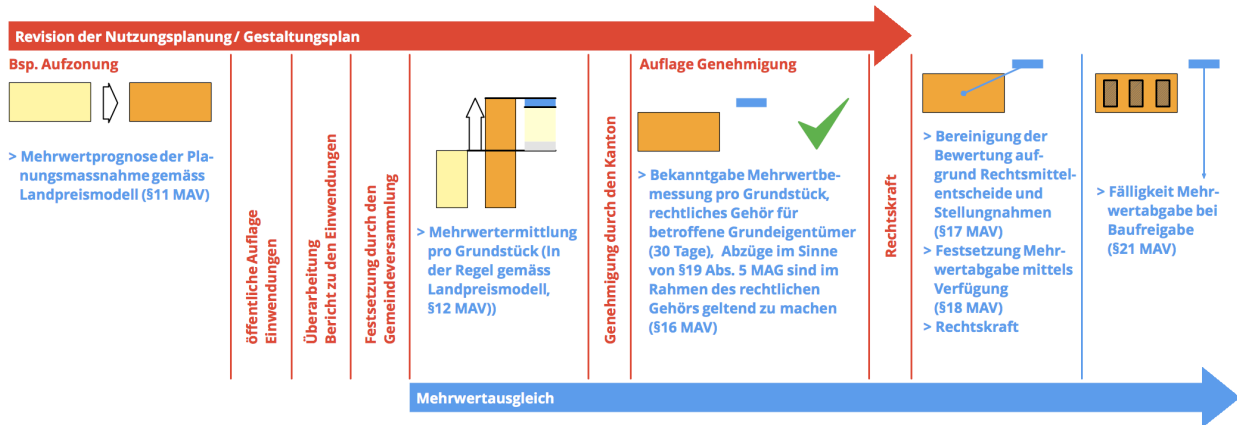 Revision der Nutzungsplanung / Gestaltungsplan
Bsp. Aufzonung
> Mehrwertprognose der Pla-
nungsmassnahme gemäss
Landpreismodell (§11 MAV)
öffentliche Auflage
Einwendungen
Überarbeitung
Bericht zu den Einwendungen
Festsetzung durch den
Gemeindeversammlung
> Mehrwertermittlung
pro Grundstück (In
der Regel gemäss
Landpreismodell,
§12 MAV))
Genehmigung durch den Kanton
Auflage Genehmigung
> Bekanntgabe Mehrwertbe-
messung pro Grundstück,
rechtliches Gehör für
betroffene Grundeigentümer
(30 Tage), Abzüge im Sinne
von §19 Abs. 5 MAG sind im
Rahmen des rechtlichen
Gehörs geltend zu machen
(§16 MAV)
Rechtskraft
> Bereinigung der
Bewertung auf-
grund Rechtsmittel-
entscheide und
Stellungnahmen
(§17 MAV)
> Festsetzung Mehr-
wertabgabe mittels
Verfügung
(§18 MAV)
> Rechtskraft
> Fälligkeit Mehr-
wertabgabe bei
Baufreigabe
(§21 MAV)
Mehrwertausgleich